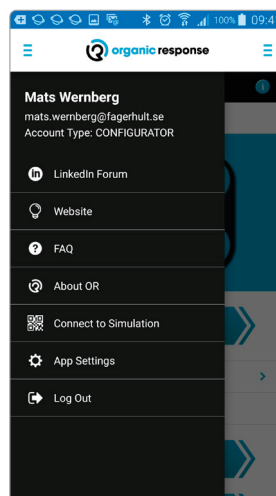 100% 09:4
organic response
Mats Wernberg
mats.wernberg@fagerhult.se
Account Type: CONFIGURATOR
LinkedIn Forum
Website
FAQ
About OR
Connect to Simulation
App Settings
Log Out